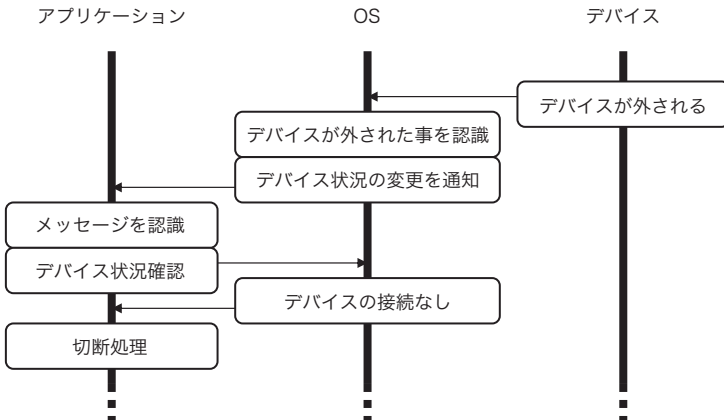 アプリケーション
OS
デバイス
デバイスが外される
デバイスが外された事を認識
デバイス状況の変更を通知
メッセージを認識
デバイス状況確認
デバイスの接続なし
切断処理